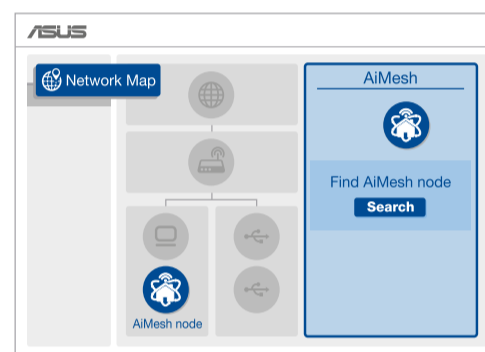 ASUS
Network Map
AiMesh
Find AiMesh node
Search
AiMesh node